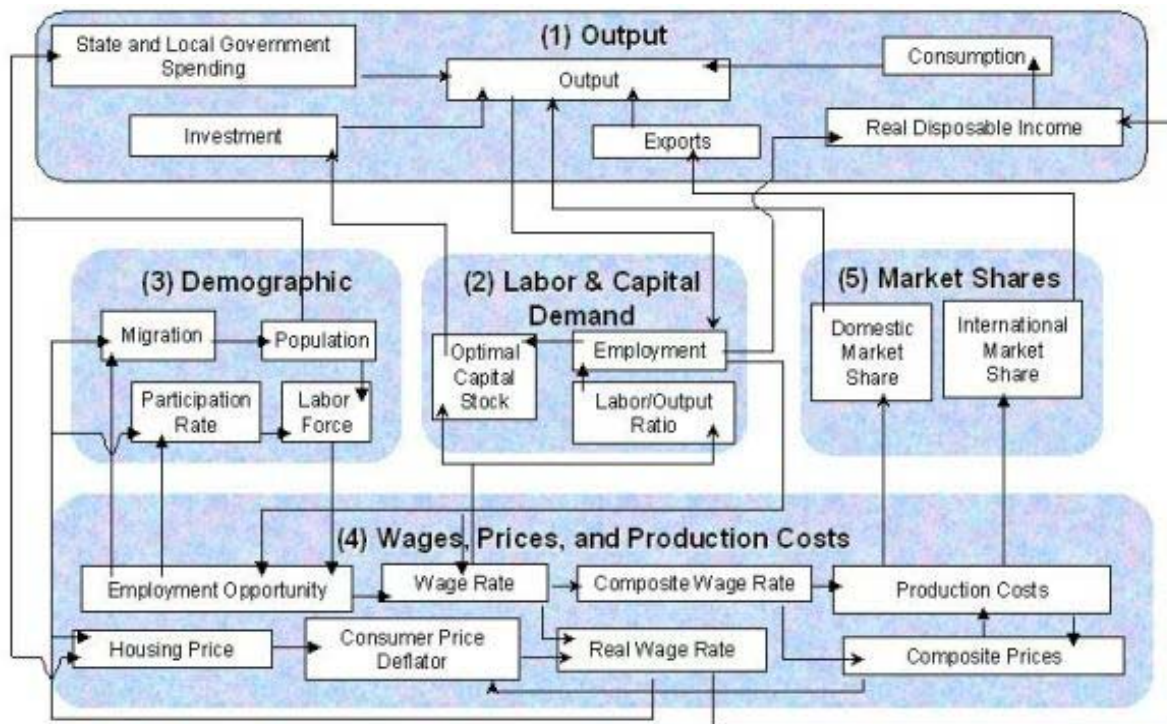 (1) Output
State and Local Government
Spending
Output
Consumption
Investment
Exports
Real Disposable Income
(3) Demographic
Migration
Population
Participation
Rate
Labor
Force
(2) Labor & Capital
Demand
Optimal
Capital
Stock
Employment
Labor/Output
Ratio
(5) Market Shares
Domestic
Market
Share
International
Market
Share
(4) Wages, Prices, and Production Costs
Employment Opportunity
Wage Rate
Composite Wage Rate
Production Costs
Housing Price
Consumer Price
Deflator
Real Wage Rate
Composite Prices